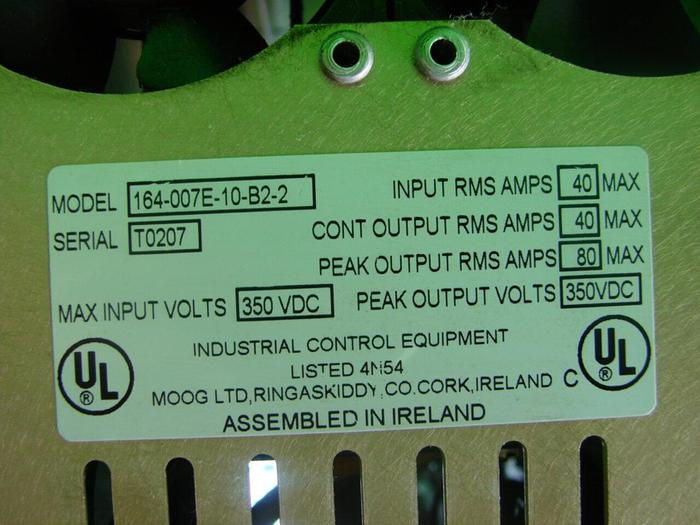 MODEL 164-007E-10-B2-2
SERIAL T0207
INPUT RMS AMPS 40 MAX
CONT OUTPUT RMS AMPS 40 MAX
PEAK OUTPUT RMS AMPS 80 MAX
MAX INPUT VOLTS 350 VDC
PEAK OUTPUT VOLTS 350VDC
INDUSTRIAL CONTROL EQUIPMENT
LISTED 4N54
MOOG LTD,RINGASKIDDY,CO.CORK,IRELAND
ASSEMBLED IN IRELAND
UL ®
C UL ®